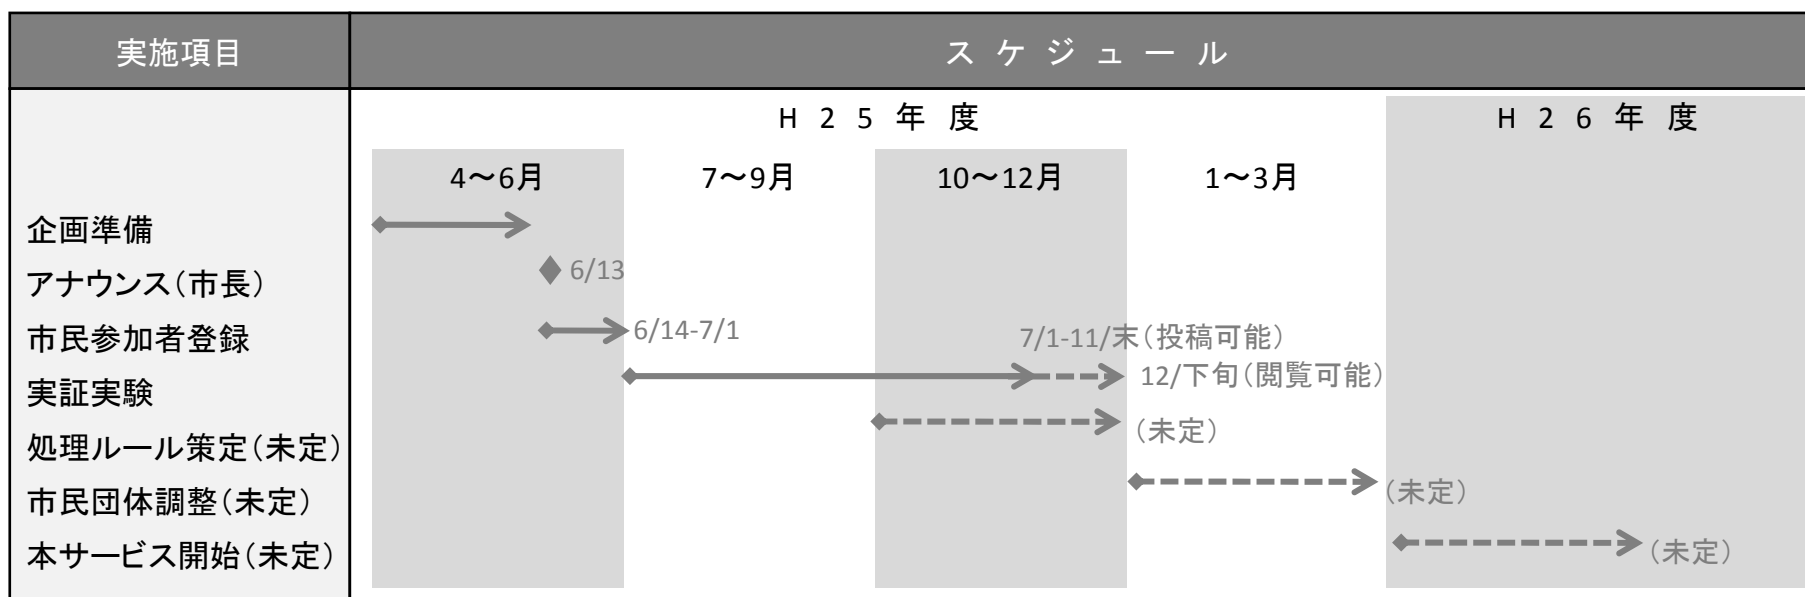 実施項目
スケジュール
H25年度
H26年度
4～6月
7～9月
10～12月
1～3月
企画準備
アナウンス（市長）
6/13
市民参加者登録
6/14-7/1
7/1-11/末（投稿可能）
実証実験
12/下旬（閲覧可能）
処理ルール策定（未定）
（未定）
市民団体調整（未定）
（未定）
本サービス開始（未定）
（未定）